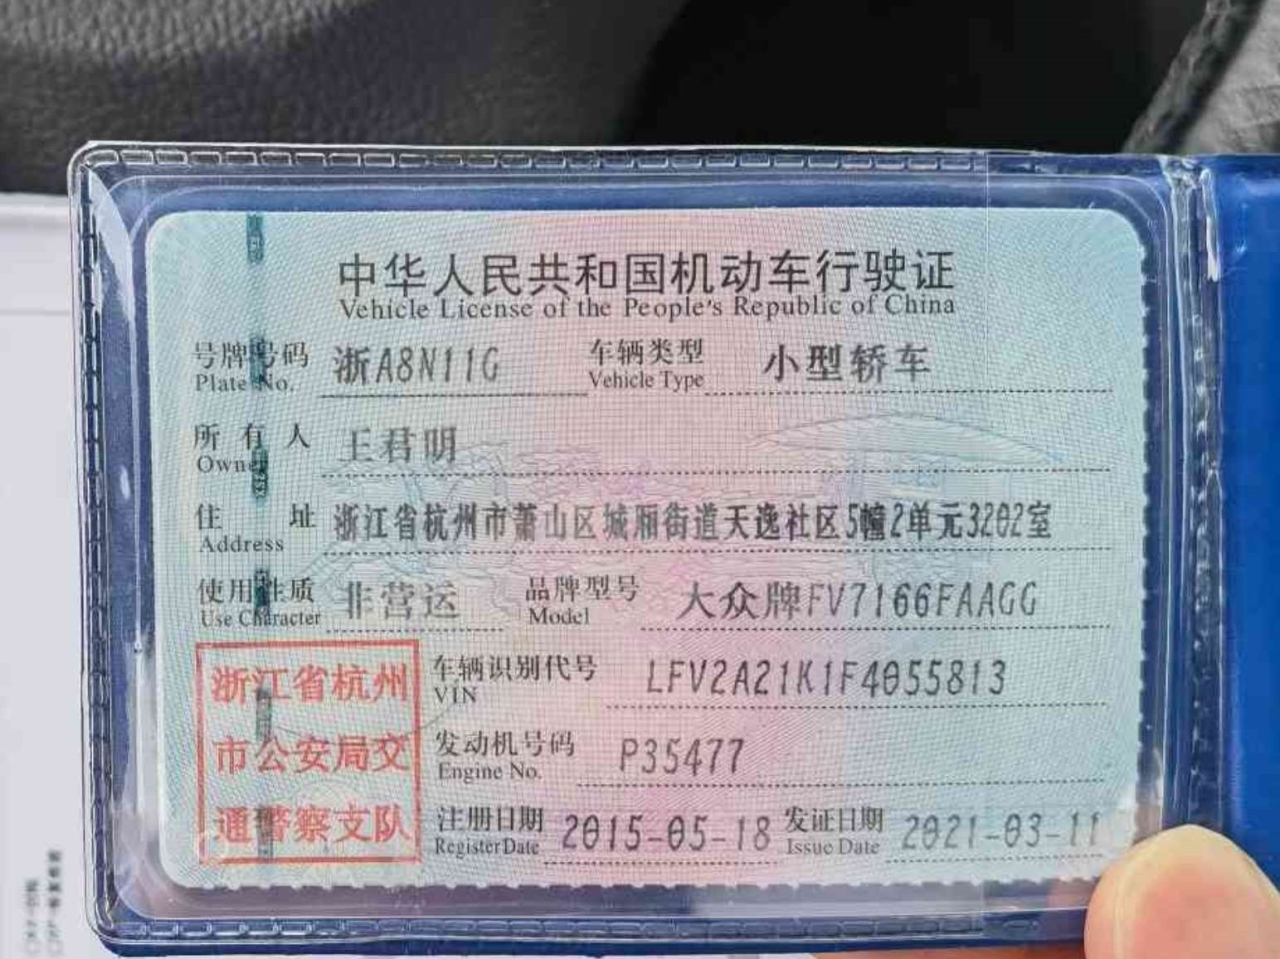 中华人民共和国机动车行驶证
Vehicle License of the People's Republic of China
号牌号码 浙A8N11G 车辆类型 小型轿车
Plate No. Vehicle Type
所有人 王君明
Owner
住址 浙江省杭州市萧山区城厢街道天逸社区5幢2单元3202室
Address
使用性质 非营运 品牌型号 大众牌FV7166FAAGG
Use Character Model
浙江省杭州
市公安局交
通警察支队
车辆识别代号 LFV2A21K1F4055813
VIN
发动机号码 P35477
Engine No.
注册日期 2015-05-18 发证日期 2021-03-11
Register Date Issue Date